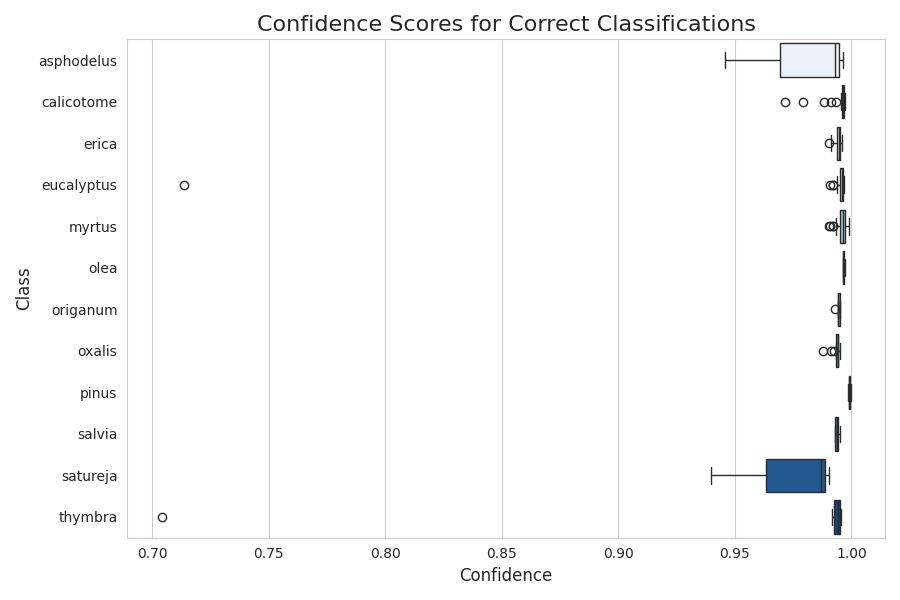 Confidence Scores for Correct Classifications
Class
asphodelus
calicotome
erica
eucalyptus
myrtus
olea
origanum
oxalis
pinus
salvia
satureja
thymbra
0.70 0.75 0.80 0.85 0.90 0.95 1.00
Confidence